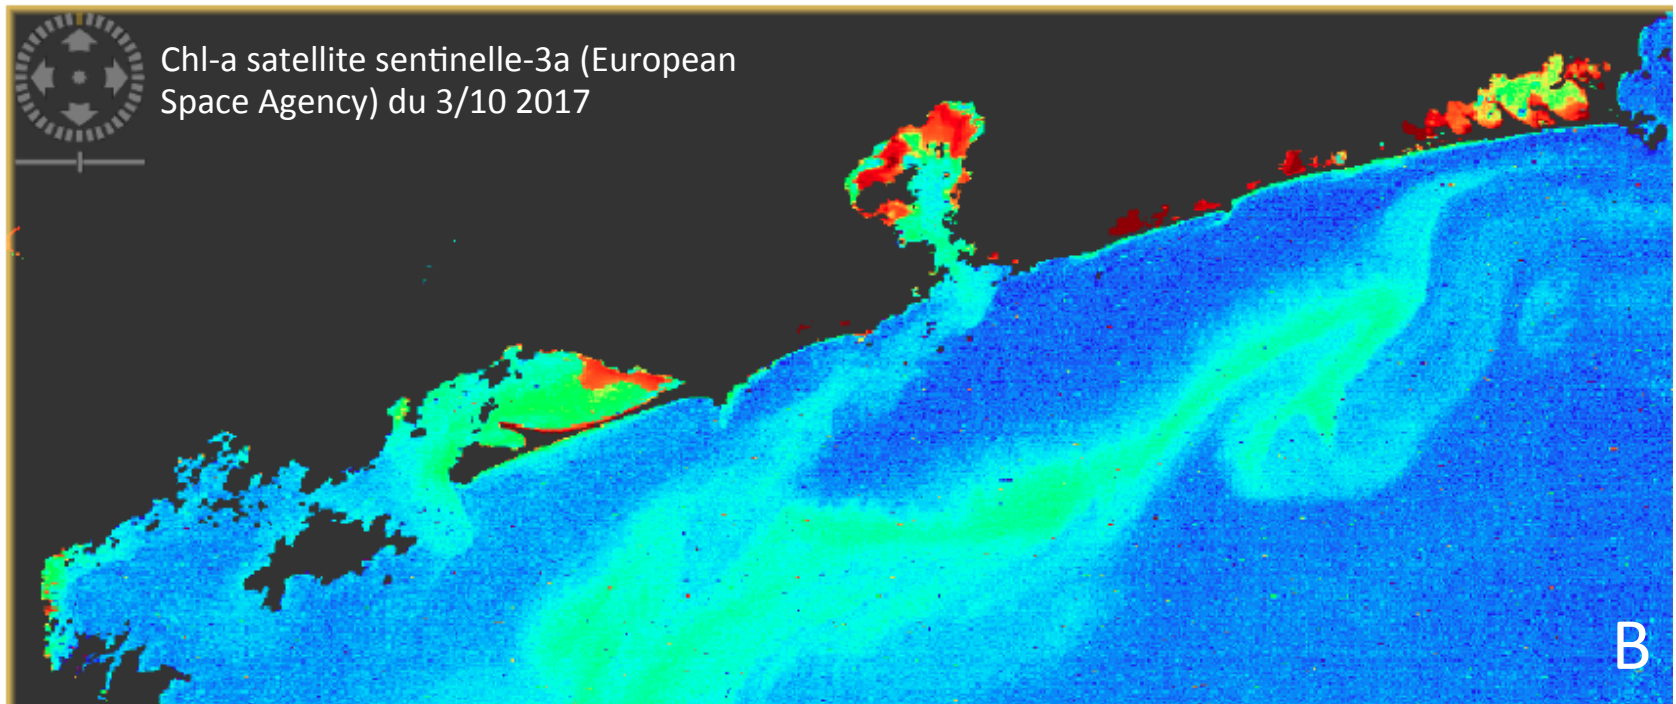 Chl-a satellite sentinelle-3a (European
Space Agency) du 3/10 2017
B